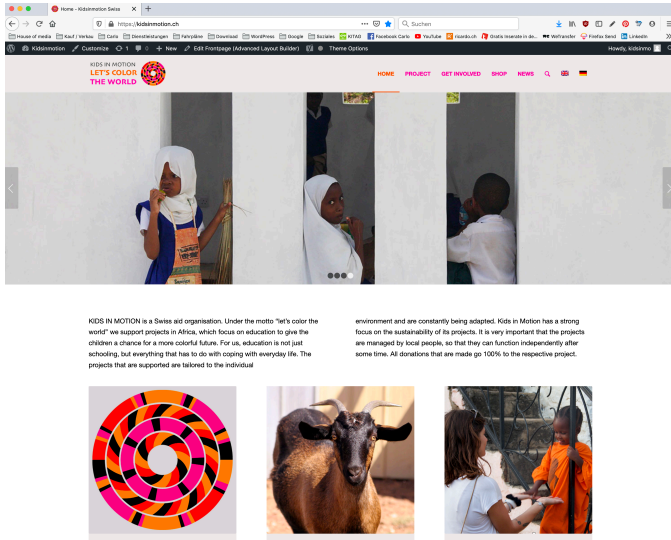 Home - Kidsinmotion Swiss
https://kidsinmotion.ch
Suchen
House of media
Kauf / Verkau
Carlo
Dienstleistungen
Fahrpläne
Download
WordPress
Google
Soziales
KITAG
Facebook Carlo
YouTube
ricardo.ch
Gratis Inserate in de...
WeTransfer
Firefox Send
LinkedIn
Kidsinmotion
Customize
1
0
New
Edit Frontpage (Advanced Layout Builder)
Theme Options
Howdy, kidsinmo
KIDS IN MOTION
LET'S COLOR
THE WORLD
HOME
PROJECT
GET INVOLVED
SHOP
NEWS
KIDS IN MOTION is a Swiss aid organisation. Under the motto "let's color the
world" we support projects in Africa, which focus on education to give the
children a chance for a more colorful future. For us, education is not just
schooling, but everything that has to do with coping with everyday life. The
projects that are supported are tailored to the individual
environment and are constantly being adapted. Kids in Motion has a strong
focus on the sustainability of its projects. It is very important that the projects
are managed by local people, so that they can function independently after
some time. All donations that are made go 100% to the respective project.